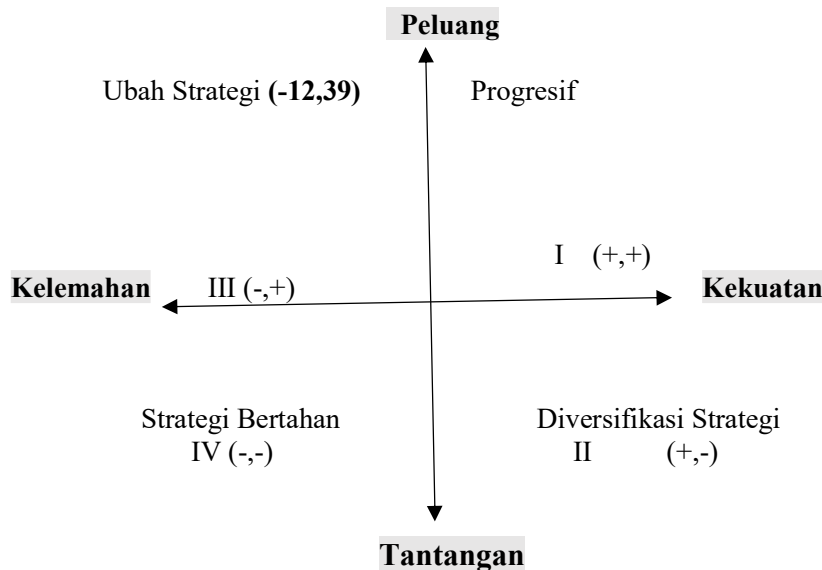 Peluang
Ubah Strategi (-12,39) Progresif
I (+,+)
Kelemahan III (-,+) Kekuatan
Strategi Bertahan Diversifikasi Strategi
IV (-,-) II (+,-)
Tantangan